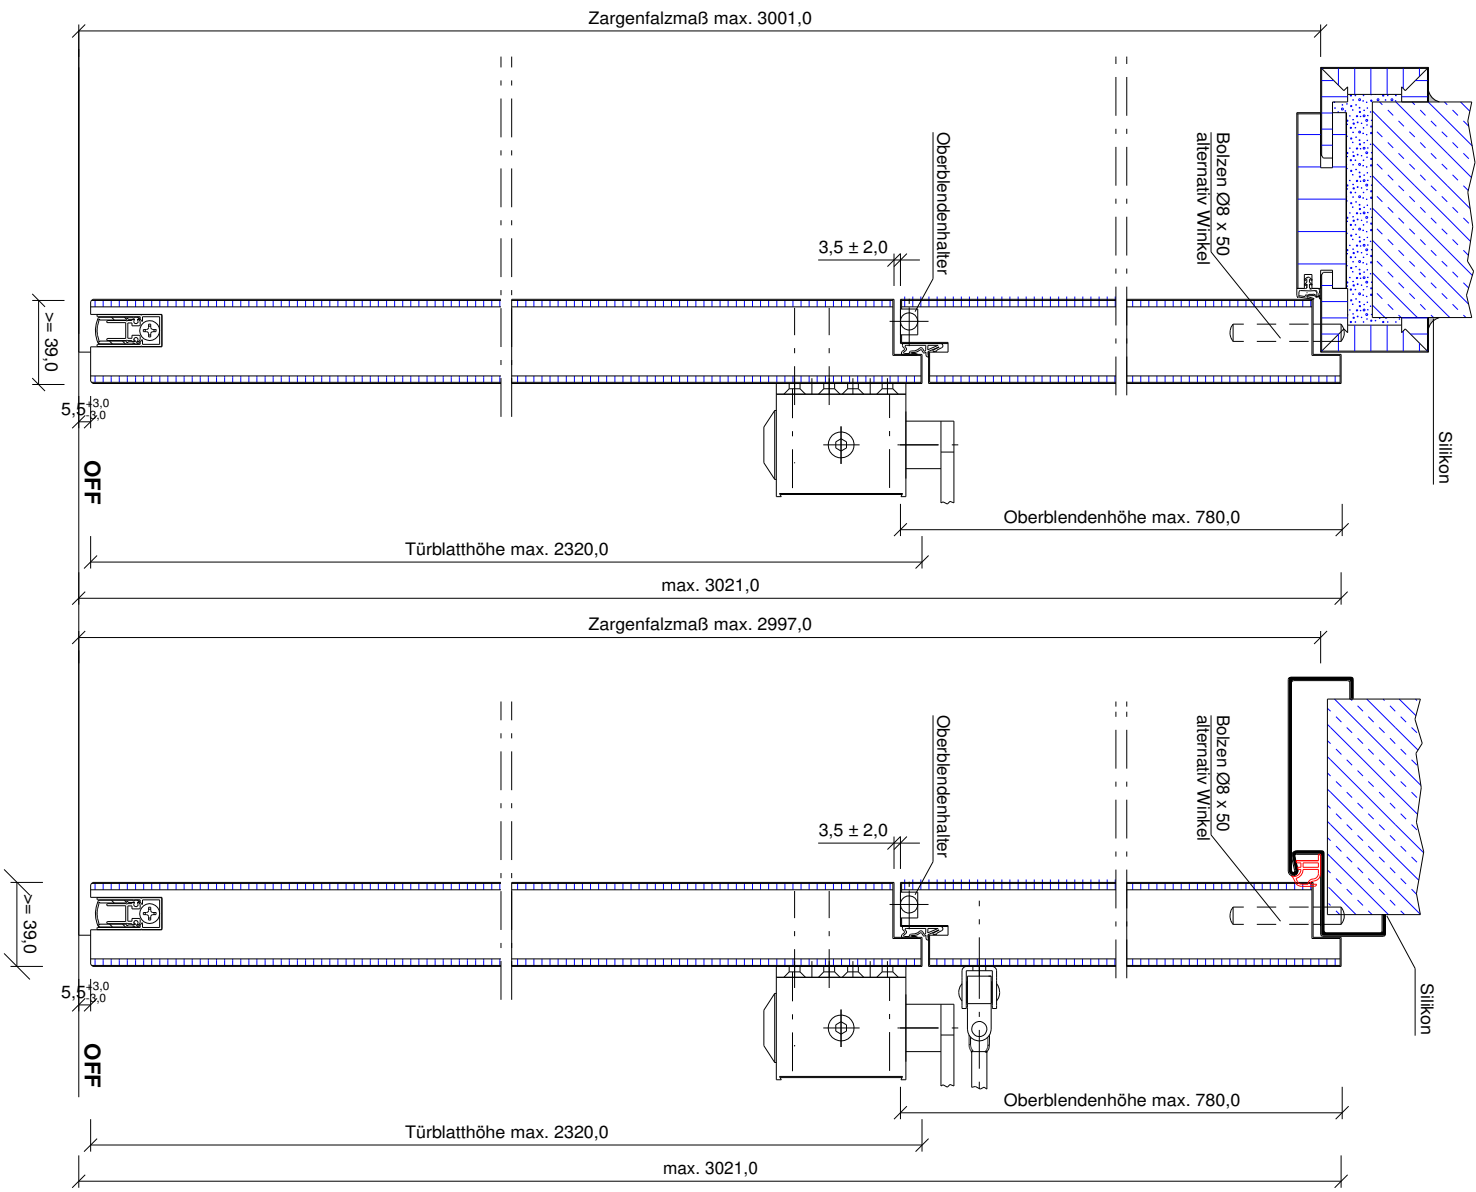 Zargenfalzmaß max. 3001,0
Bolzen Ø8 x 50
alternativ Winkel
Oberblendenhalter
3,5 ± 2,0
>= 39,0
5,5 +3,0
-3,0
OFF
Silikon
Oberblendenhöhe max. 780,0
Türblatthöhe max. 2320,0
max. 3021,0
Zargenfalzmaß max. 2997,0
Bolzen Ø8 x 50
alternativ Winkel
Oberblendenhalter
3,5 ± 2,0
>= 39,0
5,5 +3,0
-3,0
OFF
Silikon
Oberblendenhöhe max. 780,0
Türblatthöhe max. 2320,0
max. 3021,0